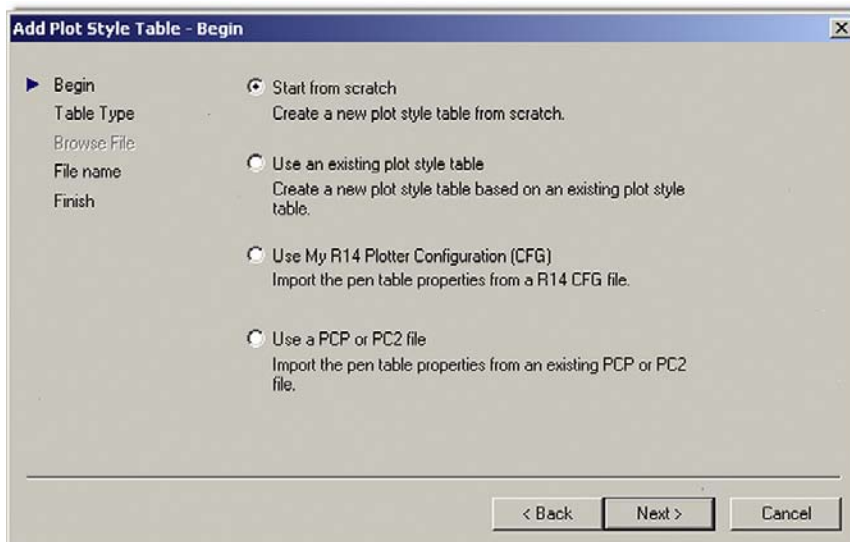 Add Plot Style Table - Begin
Begin
Table Type
Browse File
File name
Finish
Start from scratch
Create a new plot style table from scratch.
Use an existing plot style table
Create a new plot style table based on an existing plot style
table.
Use My R14 Plotter Configuration (CFG)
Import the pen table properties from a R14 CFG file.
Use a PCP or PC2 file
Import the pen table properties from an existing PCP or PC2
file.
< Back
Next >
Cancel